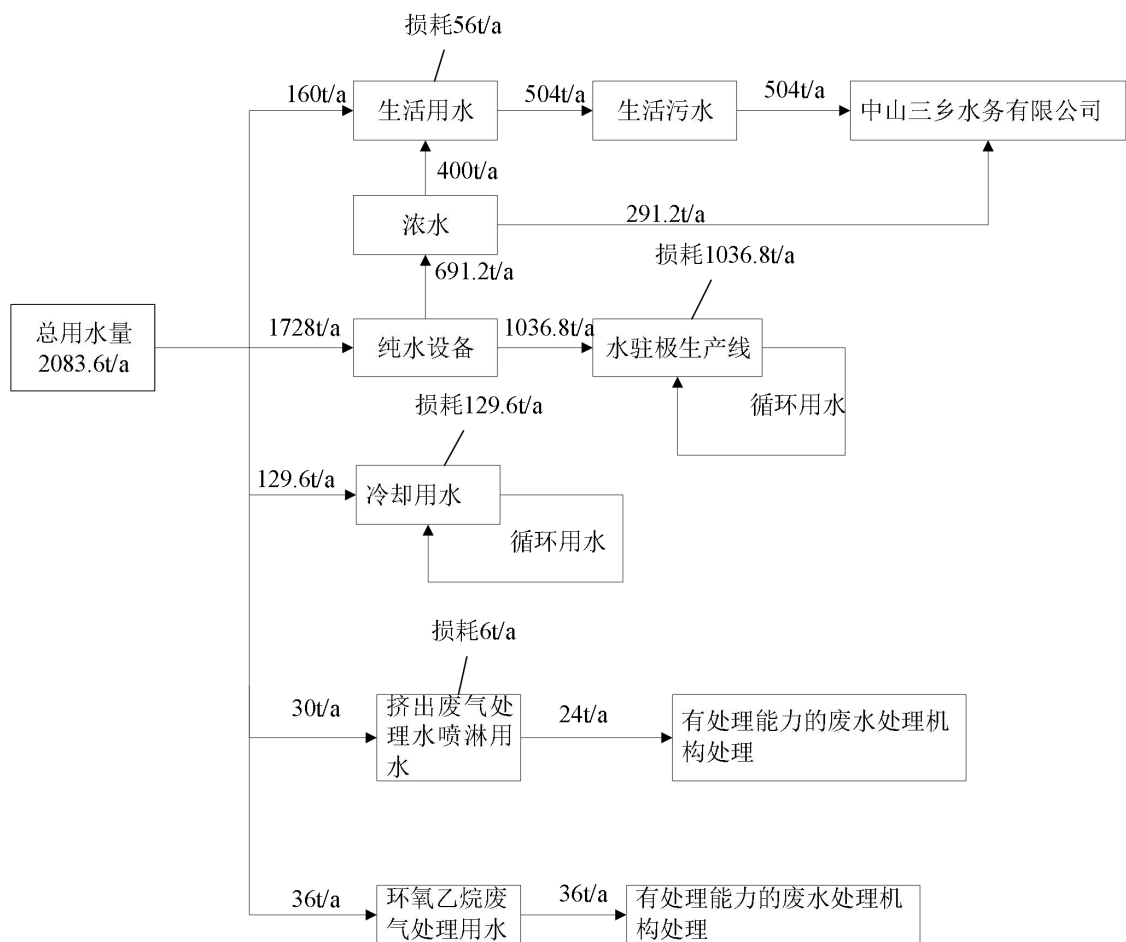 损耗56t/a
160t/a
生活用水
504t/a
生活污水
504t/a
中山三乡水务有限公司
400t/a
浓水
291.2t/a
691.2t/a
损耗1036.8t/a
总用水量
2083.6t/a
1728t/a
纯水设备
1036.8t/a
水驻极生产线
循环用水
损耗129.6t/a
129.6t/a
冷却用水
循环用水
损耗6t/a
30t/a
挤出废气处
理水喷淋用
水
24t/a
有处理能力的废水处理机
构处理
36t/a
环氧乙烷废
气处理用水
36t/a
有处理能力的废水处理机
构处理